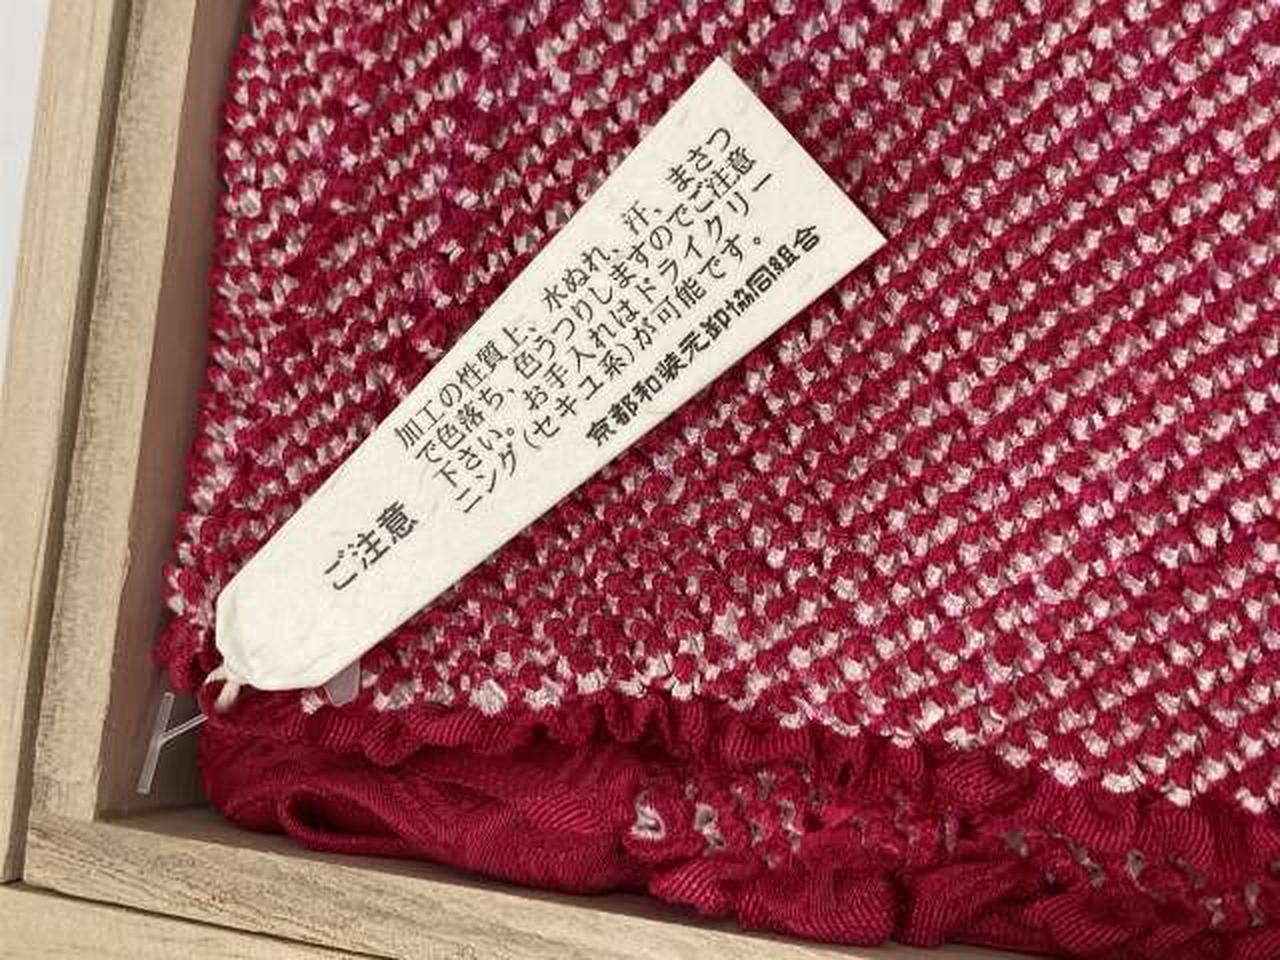 ご注意
加工の性質上、水ぬれ、汗、まさつ
で色落ち、色うつりしますのでご注意
下さい。お手入れはドライクリー
ニング(セキユ系)が可能です。
京都和装元卸協同組合